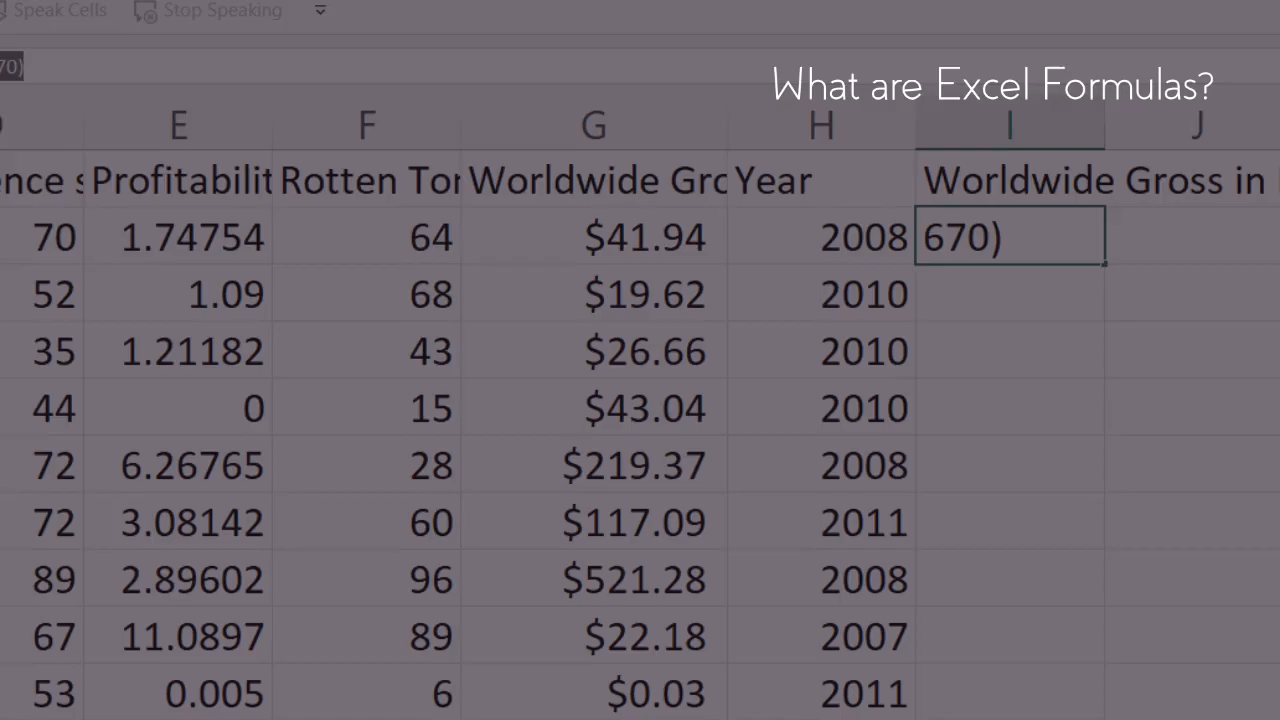 Speak Cells Stop Speaking
70)
What are Excel Formulas?
E F G H I J
ence s Profitabilit Rotten Tor Worldwide Gro Year Worldwide Gross in
70 1.74754 64 $41.94 2008 670)
52 1.09 68 $19.62 2010
35 1.21182 43 $26.66 2010
44 0 15 $43.04 2010
72 6.26765 28 $219.37 2008
72 3.08142 60 $117.09 2011
89 2.89602 96 $521.28 2008
67 11.0897 89 $22.18 2007
53 0.005 6 $0.03 2011